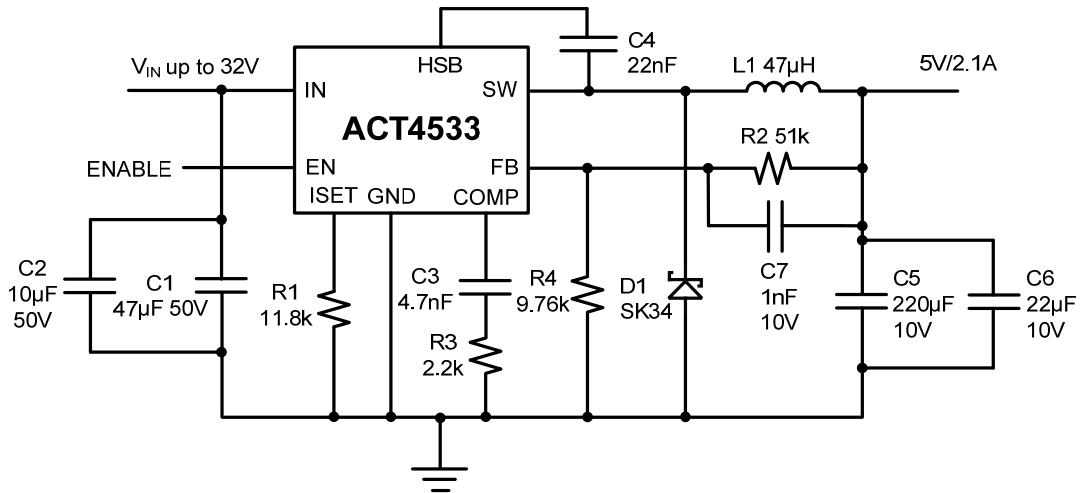 C4
22nF
L1 47µH
5V/2.1A
VIN up to 32V
HSB
IN
SW
ACT4533
R2 51k
ENABLE
EN
FB
ISET
GND
COMP
C2
10µF
50V
C1
47µF 50V
R1
11.8k
C3
4.7nF
R3
2.2k
R4
9.76k
D1
SK34
C7
1nF
10V
C5
220µF
10V
C6
22µF
10V